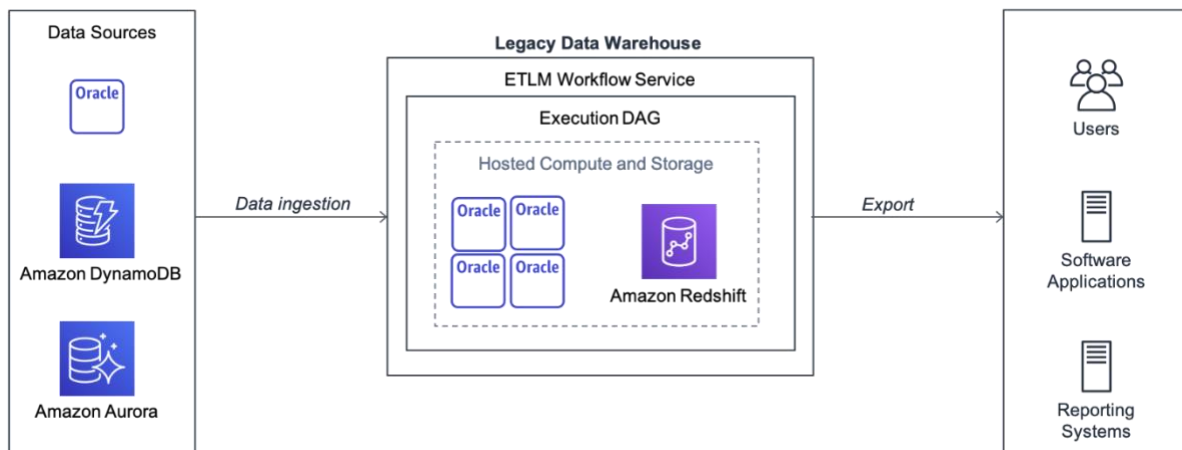 Data Sources
Oracle
Amazon DynamoDB
Amazon Aurora
Data ingestion
Legacy Data Warehouse
ETLM Workflow Service
Execution DAG
Hosted Compute and Storage
Oracle Oracle
Oracle Oracle
Amazon Redshift
Export
Users
Software
Applications
Reporting
Systems